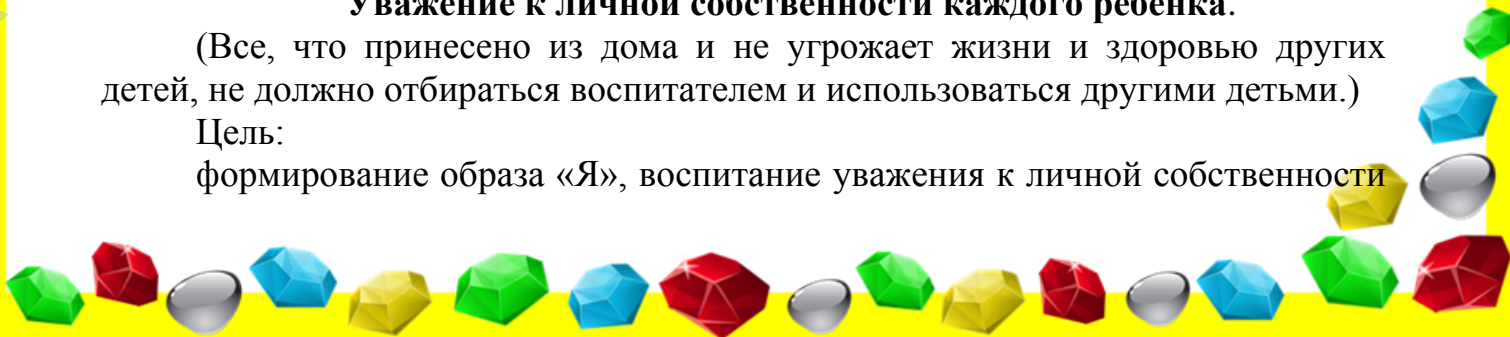 Уважение к личной собственности каждого ребенка.
(Все, что принесено из дома и не угрожает жизни и здоровью других
детей, не должно отбираться воспитателем и использоваться другими детьми.)
Цель:
формирование образа «Я», воспитание уважения к личной собственности